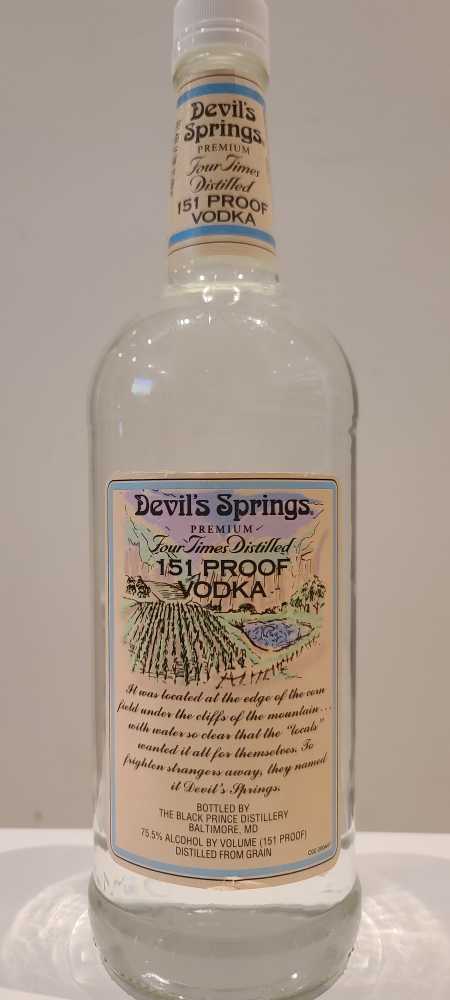 Devil's
Springs
PREMIUM
Four Times
Distilled
151 PROOF
VODKA
Devil's Springs
PREMIUM
Four Times Distilled
151 PROOF
VODKA
It was located at the edge of the corn
field under the cliffs of the mountain...
with water so clear that the "locals"
wanted it all for themselves. To
frighten strangers away, they named
it Devil's Springs.
BOTTLED BY
THE BLACK PRINCE DISTILLERY
BALTIMORE, MD
75.5% ALCOHOL BY VOLUME (151 PROOF)
DISTILLED FROM GRAIN